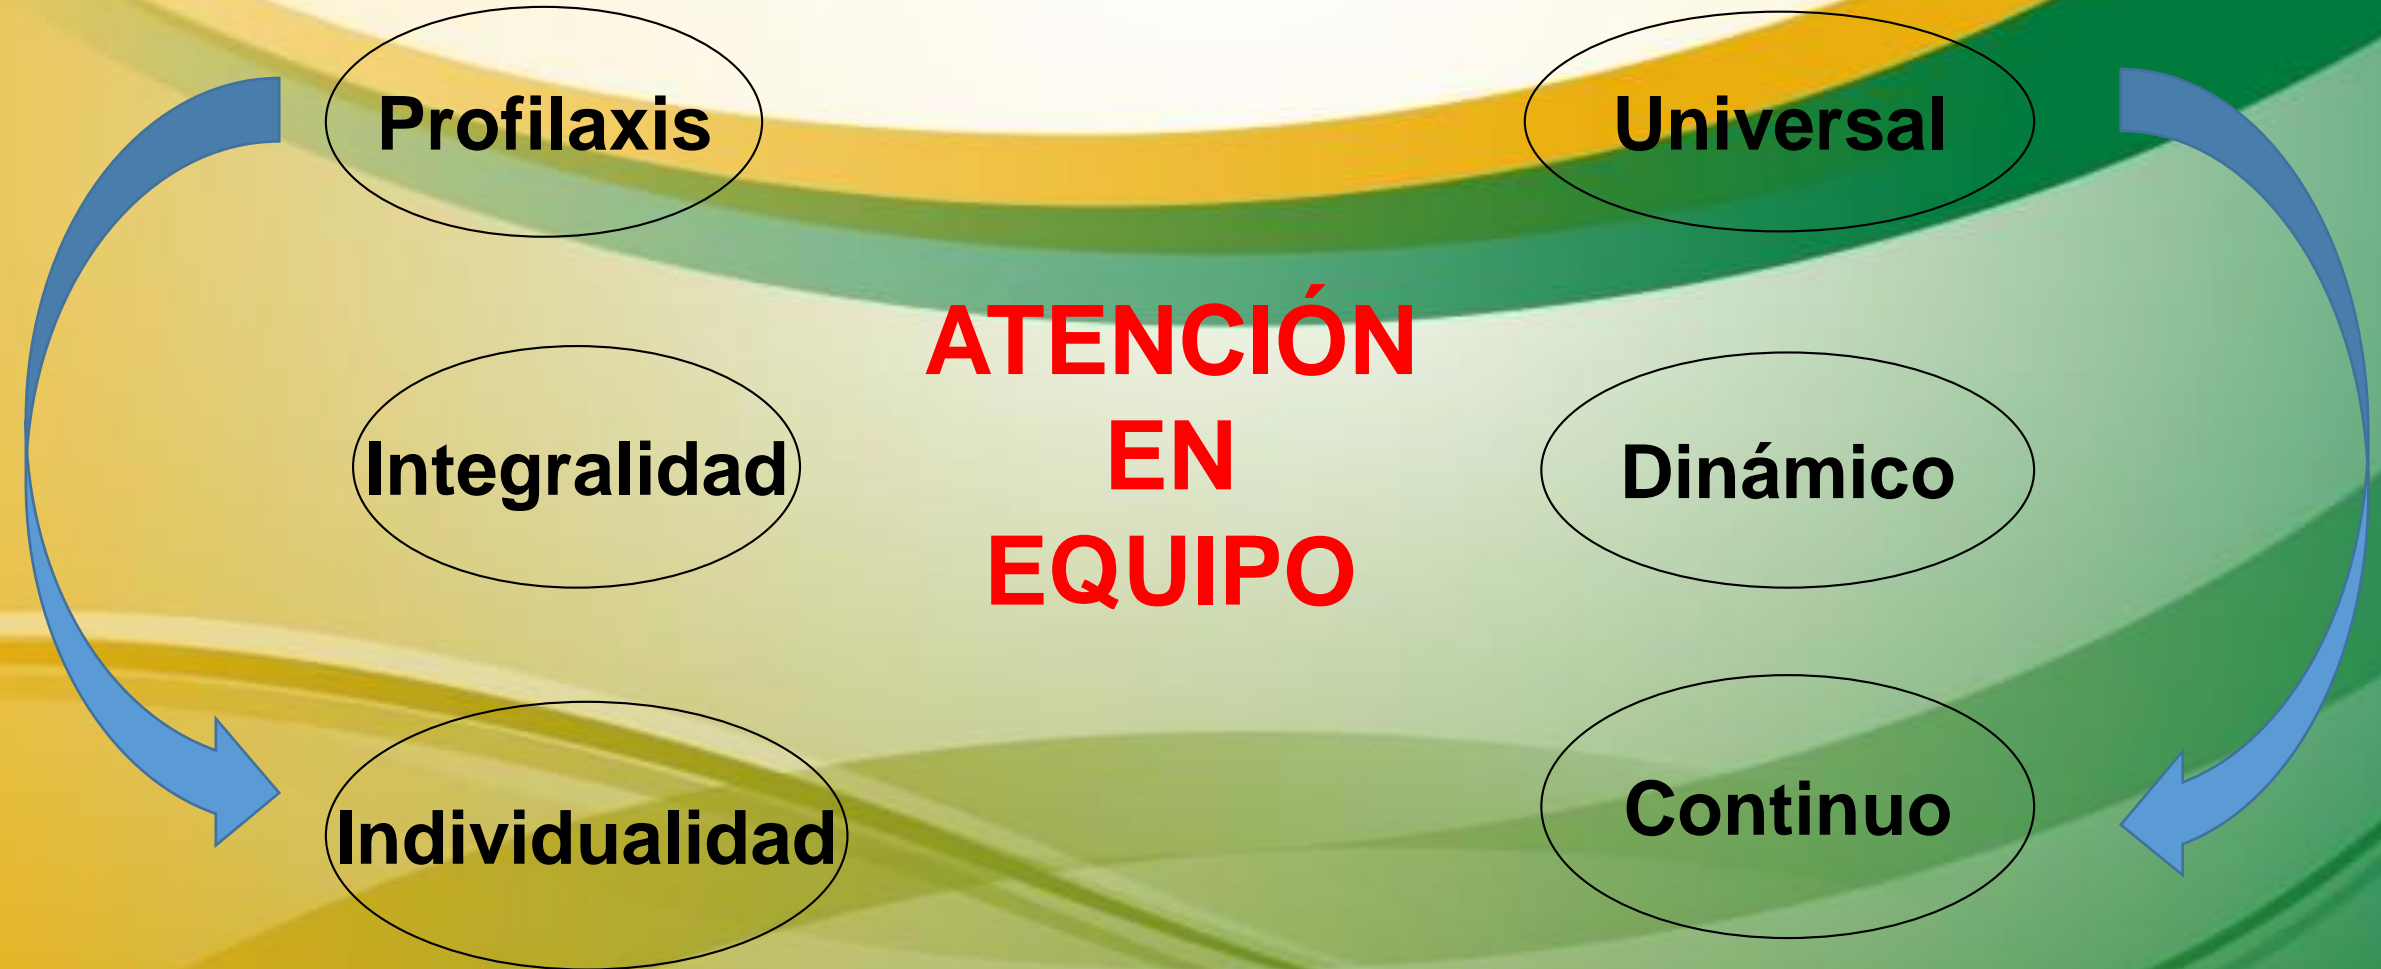 Profilaxis
Universal
ATENCIÓN
EN
EQUIPO
Integralidad
Dinámico
Individualidad
Continuo